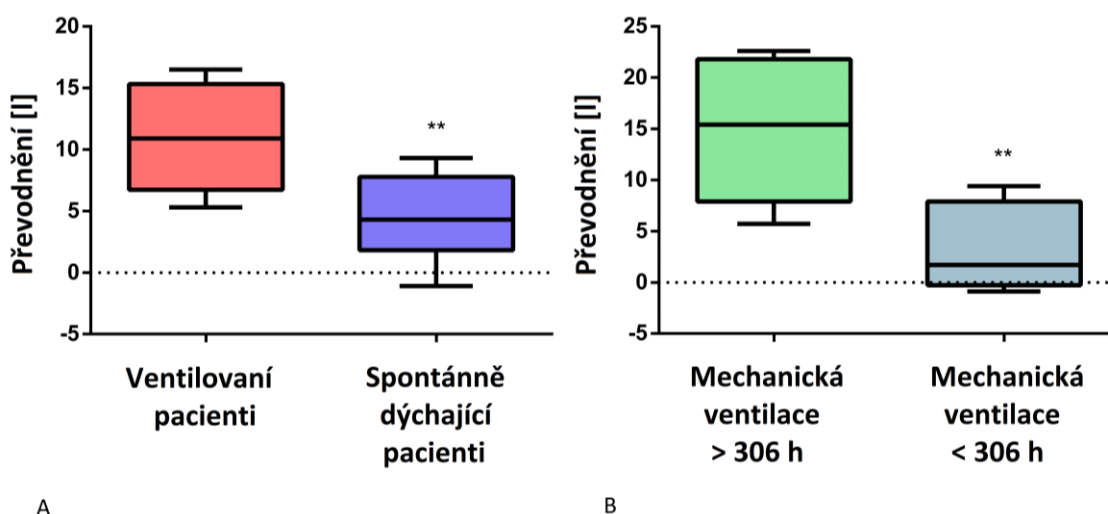 Převodnění [l]
20
15
10
5
0
-5
**
Ventilovaní
pacienti
Spontánně
dýchající
pacienti
A
Převodnění [l]
25
20
15
10
5
0
-5
**
Mechanická
ventilace
> 306 h
Mechanická
ventilace
< 306 h
B